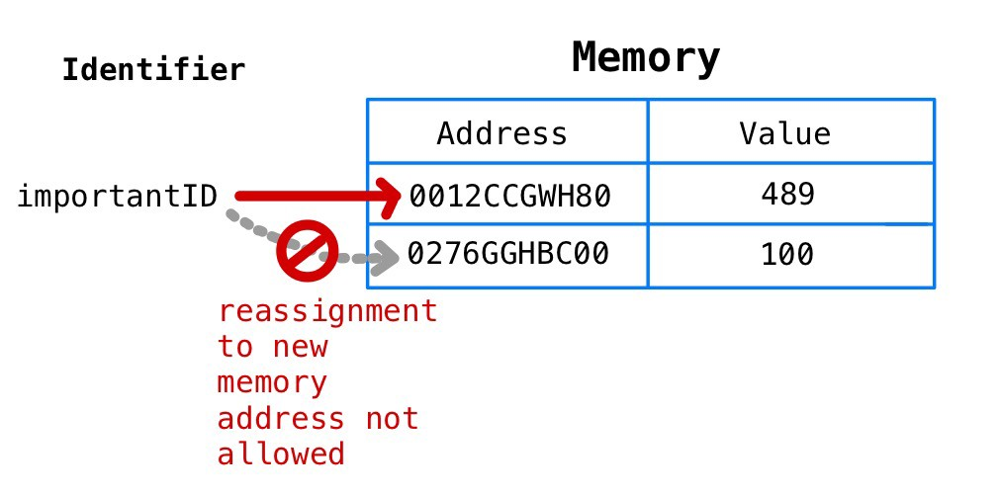 Identifier
Memory
Address Value
importantID
0012CCGWH80 489
0276GGHBC00 100
reassignment
to new
memory
address not
allowed